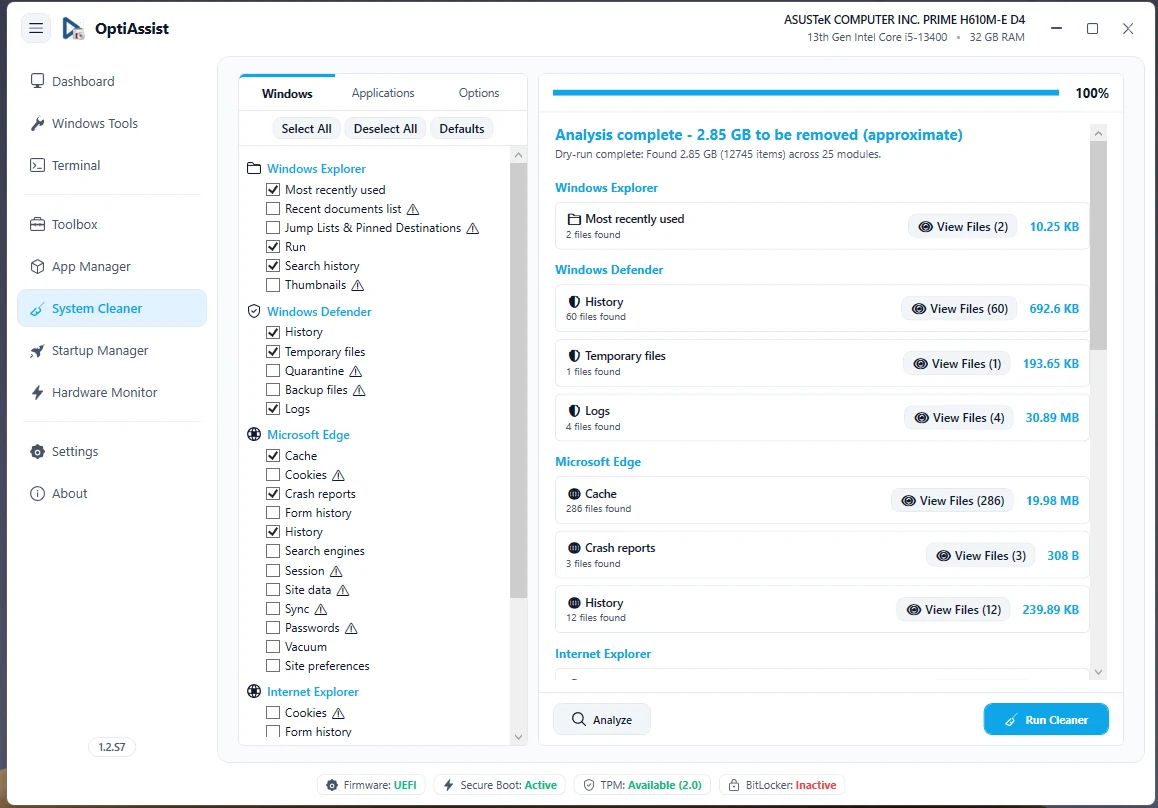 OptiAssist
ASUSTeK COMPUTER INC. PRIME H610M-E D4
13th Gen Intel Core i5-13400 • 32 GB RAM
Dashboard
Windows Tools
Terminal
Toolbox
App Manager
System Cleaner
Startup Manager
Hardware Monitor
Settings
About
1.2.S7
Windows
Applications
Options
Select All
Deselect All
Defaults
Windows Explorer
Most recently used
Recent documents list
Jump Lists & Pinned Destinations
Run
Search history
Thumbnails
Windows Defender
History
Temporary files
Quarantine
Backup files
Logs
Microsoft Edge
Cache
Cookies
Crash reports
Form history
History
Search engines
Session
Site data
Sync
Passwords
Vacuum
Site preferences
Internet Explorer
Cookies
Form history
100%
Analysis complete - 2.85 GB to be removed (approximate)
Dry-run complete: Found 2.85 GB (12745 items) across 25 modules.
Windows Explorer
Most recently used
2 files found
View Files (2)
10.25 KB
Windows Defender
History
60 files found
View Files (60)
692.6 KB
Temporary files
1 files found
View Files (1)
193.65 KB
Logs
4 files found
View Files (4)
30.89 MB
Microsoft Edge
Cache
286 files found
View Files (286)
19.98 MB
Crash reports
3 files found
View Files (3)
308 B
History
12 files found
View Files (12)
239.89 KB
Internet Explorer
Analyze
Run Cleaner
Firmware: UEFI
Secure Boot: Active
TPM: Available (2.0)
BitLocker: Inactive